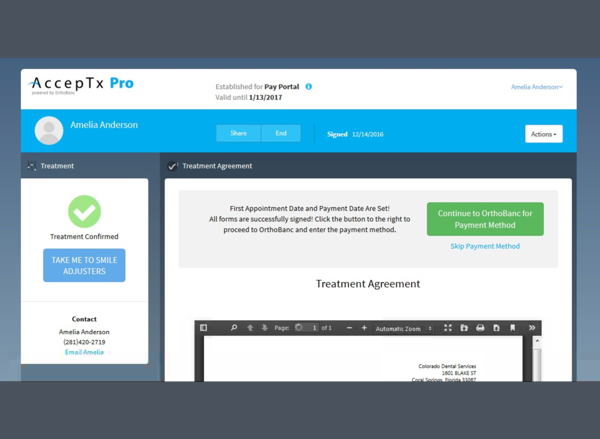 AccepTx Pro
powered by OrthoBanc
Established for Pay Portal
Valid until 1/13/2017
Amelia Anderson
Amelia Anderson
Share
End
Signed 12/14/2016
Actions
Treatment
Treatment Agreement
Treatment Confirmed
TAKE ME TO SMILE
ADJUSTERS
Contact
Amelia Anderson
(281)420-2719
Email Amelia
First Appointment Date and Payment Date Are Set!
All forms are successfully signed! Click the button to the right to
proceed to OrthoBanc and enter the payment method.
Continue to OrthoBanc for
Payment Method
Skip Payment Method
Treatment Agreement
Page: 1 of 1
Automatic Zoom
Colorado Dental Services
1801 BLAKE ST
Coral Springs, Florida 33067